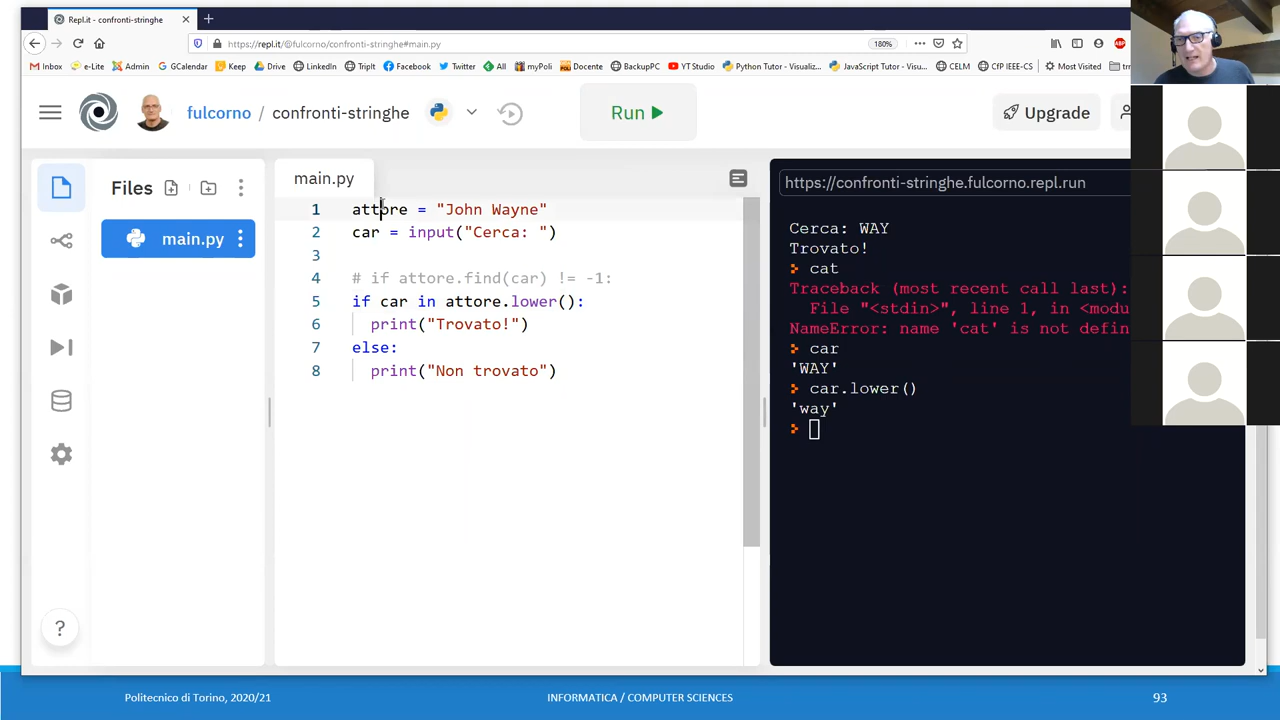 Repl.it - confronti-stringhe
https://repl.it/@fulcorno/confronti-stringhe#main.py
180%
Inbox e-Lite Admin GCalendar Keep Drive LinkedIn TripIt Facebook Twitter All myPoli Docente BackupPC YT Studio Python Tutor - Visualiz... JavaScript Tutor - Visu... CELM CfP IEEE-CS Most Visited
fulcorno / confronti-stringhe
Run
Upgrade
Files
main.py
main.py
1 attore = "John Wayne"
2 car = input("Cerca: ")
3
4 # if attore.find(car) != -1:
5 if car in attore.lower():
6 print("Trovato!")
7 else:
8 print("Non trovato")
?
https://confronti-stringhe.fulcorno.repl.run
Cerca: WAY
Trovato!
cat
Traceback (most recent call last):
File "<stdin>", line 1, in <modu
NameError: name 'cat' is not defin
car
'WAY'
car.lower()
'way'
Politecnico di Torino, 2020/21
INFORMATICA / COMPUTER SCIENCES
93